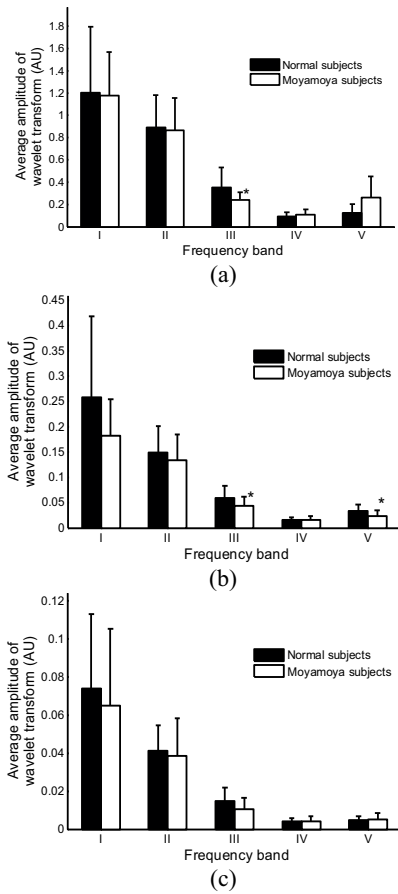 Average amplitude of
wavelet transform (AU)
1.8
1.6
1.4
1.2
1
0.8
0.6
0.4
0.2
0
Normal subjects
Moyamoya subjects
*
I II III IV V
Frequency band
(a)
Average amplitude of
wavelet transform (AU)
0.45
0.4
0.35
0.3
0.25
0.2
0.15
0.1
0.05
0
Normal subjects
Moyamoya subjects
* *
I II III IV V
Frequency band
(b)
Average amplitude of
wavelet transform (AU)
0.12
0.1
0.08
0.06
0.04
0.02
0
Normal subjects
Moyamoya subjects
I II III IV V
Frequency band
(c)